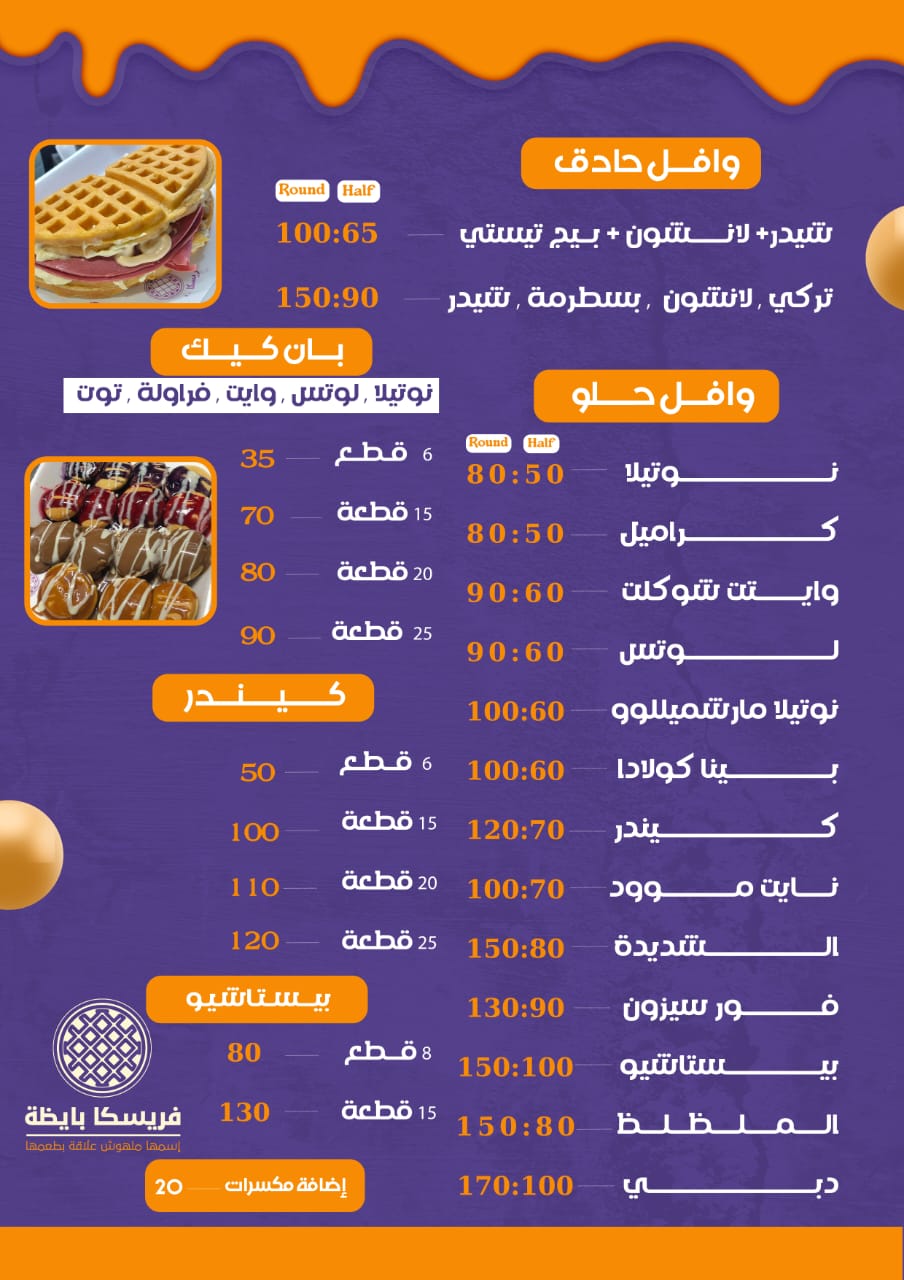 وافل حادق
Round Half
شيدر+ لانشون + بيج تيستي 100:65
تركي , لانشون , بسطرمة , شيدر 150:90
وافل حلو
Round Half
نوتيلا 80:50
كراميل 80:50
وايت شوكلت 90:60
لوتس 90:60
نوتيلا مارشميللوو 100:60
بينا كولادا 100:60
كيندر 120:70
نايت موود 100:70
الشديدة 150:80
فور سيزون 130:90
بيستاشيو 150:100
الملظلظ 150:80
دبي 170:100
بان كيك
نوتيلا , لوتس , وايت , فراولة , توت
6 قطع 35
15 قطعة 70
20 قطعة 80
25 قطعة 90
كيندر
6 قطع 50
15 قطعة 100
20 قطعة 110
25 قطعة 120
بيستاشيو
8 قطع 80
15 قطعة 130
إضافة مكسرات 20
فريسكا بايظة
إسمها ملهوش علاقة بطعمها